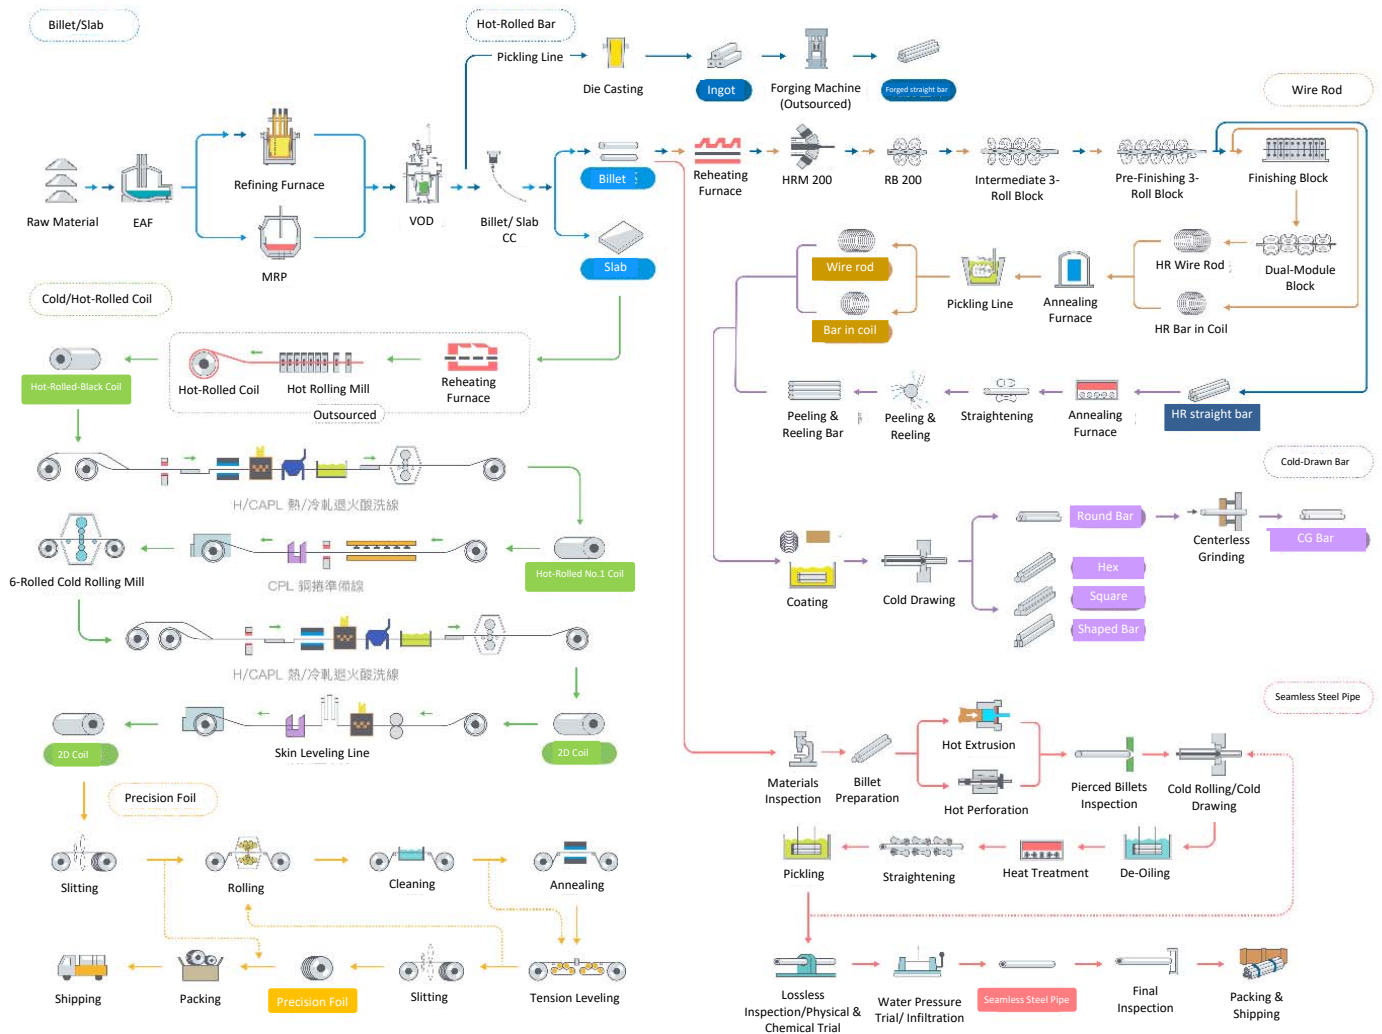 Billet/Slab
Hot-Rolled Bar
Pickling Line
Die Casting
Ingot
Forging Machine
(Outsourced)
Forged straight bar
Wire Rod
Raw Material
EAF
Refining Furnace
MRP
VOD
Billet/ Slab
CC
Billet
Slab
Reheating
Furnace
HRM 200
RB 200
Intermediate 3-
Roll Block
Pre-Finishing 3-
Roll Block
Finishing Block
Dual-Module
Block
HR Wire Rod
HR Bar in Coil
Annealing
Furnace
Pickling Line
Wire rod
Bar in coil
Cold/Hot-Rolled Coil
Hot-Rolled-Black Coil
Hot-Rolled Coil
Hot Rolling Mill
Reheating
Furnace
Outsourced
Peeling &
Reeling Bar
Peeling &
Reeling
Straightening
Annealing
Furnace
HR straight bar
H/CAPL 熱/冷軋退火酸洗線
Cold-Drawn Bar
6-Rolled Cold Rolling Mill
CPL 鋼捲準備線
Hot-Rolled No.1 Coil
Coating
Cold Drawing
Round Bar
Hex
Square
Shaped Bar
Centerless
Grinding
CG Bar
H/CAPL 熱/冷軋退火酸洗線
2D Coil
Skin Leveling Line
2D Coil
Seamless Steel Pipe
Materials
Inspection
Billet
Preparation
Hot Extrusion
Hot Perforation
Pierced Billets
Inspection
Cold Rolling/Cold
Drawing
Precision Foil
Slitting
Rolling
Cleaning
Annealing
Pickling
Straightening
Heat Treatment
De-Oiling
Shipping
Packing
Precision Foil
Slitting
Tension Leveling
Lossless
Inspection/Physical &
Chemical Trial
Water Pressure
Trial/ Infiltration
Seamless Steel Pipe
Final
Inspection
Packing &
Shipping